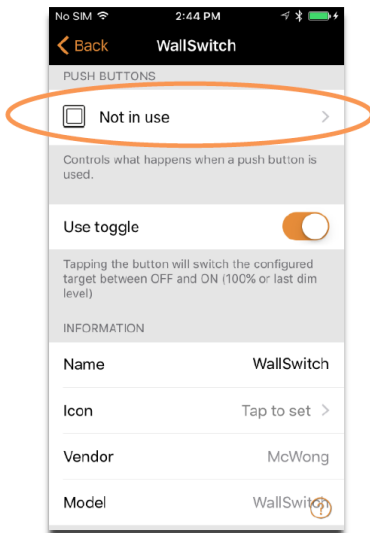 No SIM 2:44 PM
Back WallSwitch
PUSH BUTTONS
Not in use
Controls what happens when a push button is
used.
Use toggle
Tapping the button will switch the configured
target between OFF and ON (100% or last dim
level)
INFORMATION
Name WallSwitch
Icon Tap to set
Vendor McWong
Model WallSwitch
?